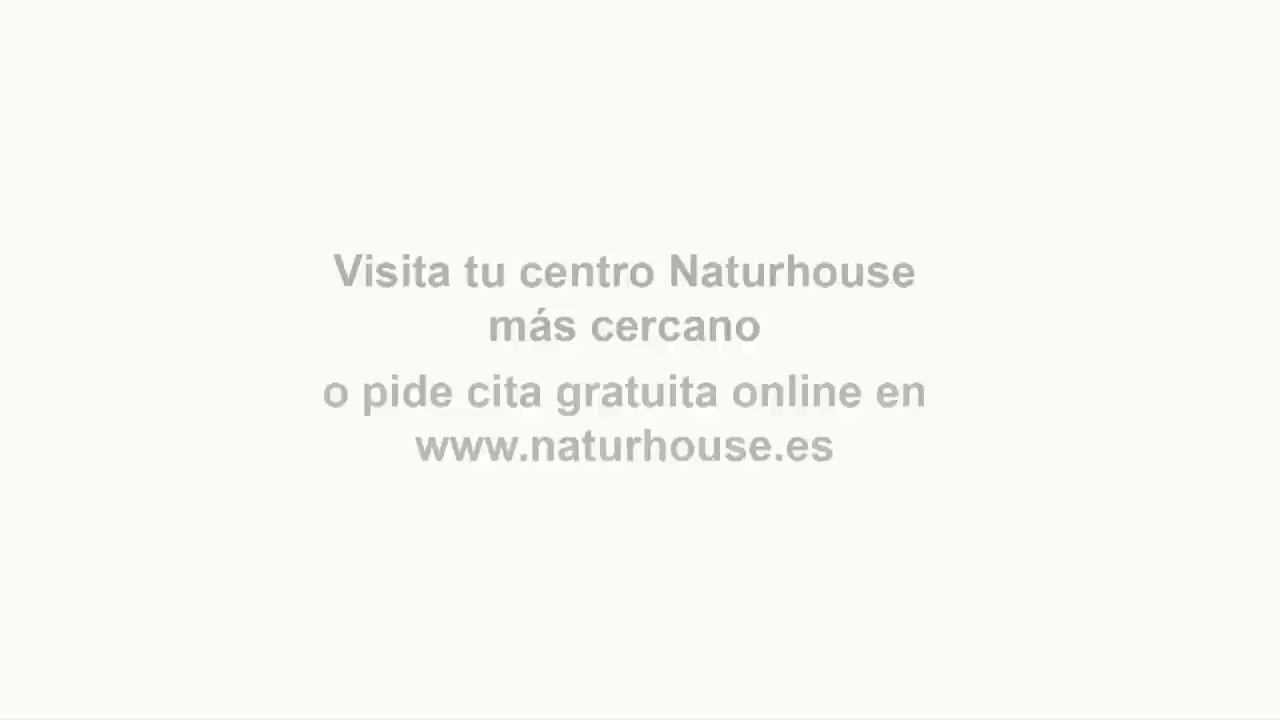 Visita tu centro Naturhouse
más cercano
o pide cita gratuita online en
www.naturhouse.es